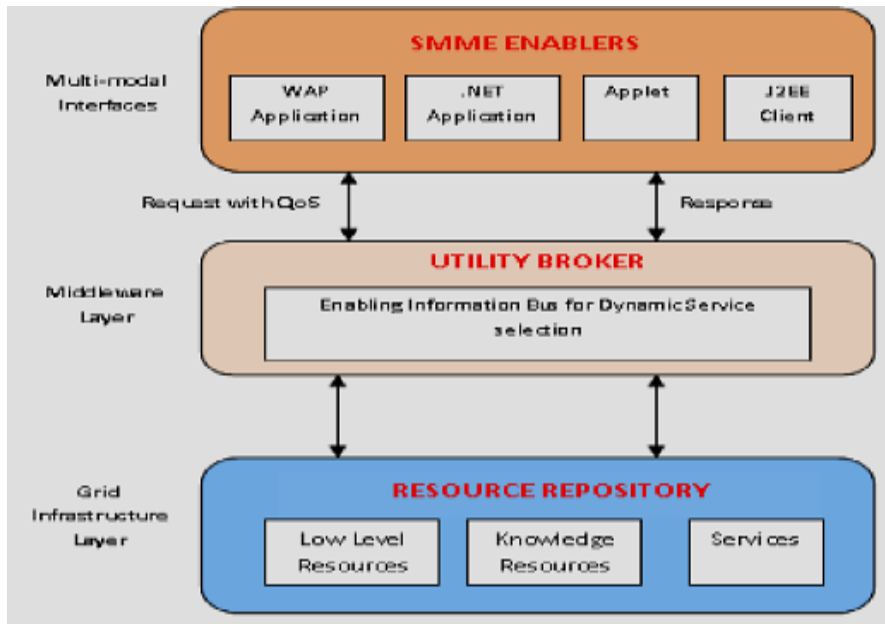 SMME ENABLERS
Multi-modal
Interfaces
WAP
Application
.NET
Application
Applet
J2EE
Client
Request with QoS
Response
UTILITY BROKER
Middleware
Layer
Enabling Information Bus for Dynamic Service
selection
Grid
Infrastructure
Layer
RESOURCE REPOSITORY
Low Level
Resources
Knowledge
Resources
Services